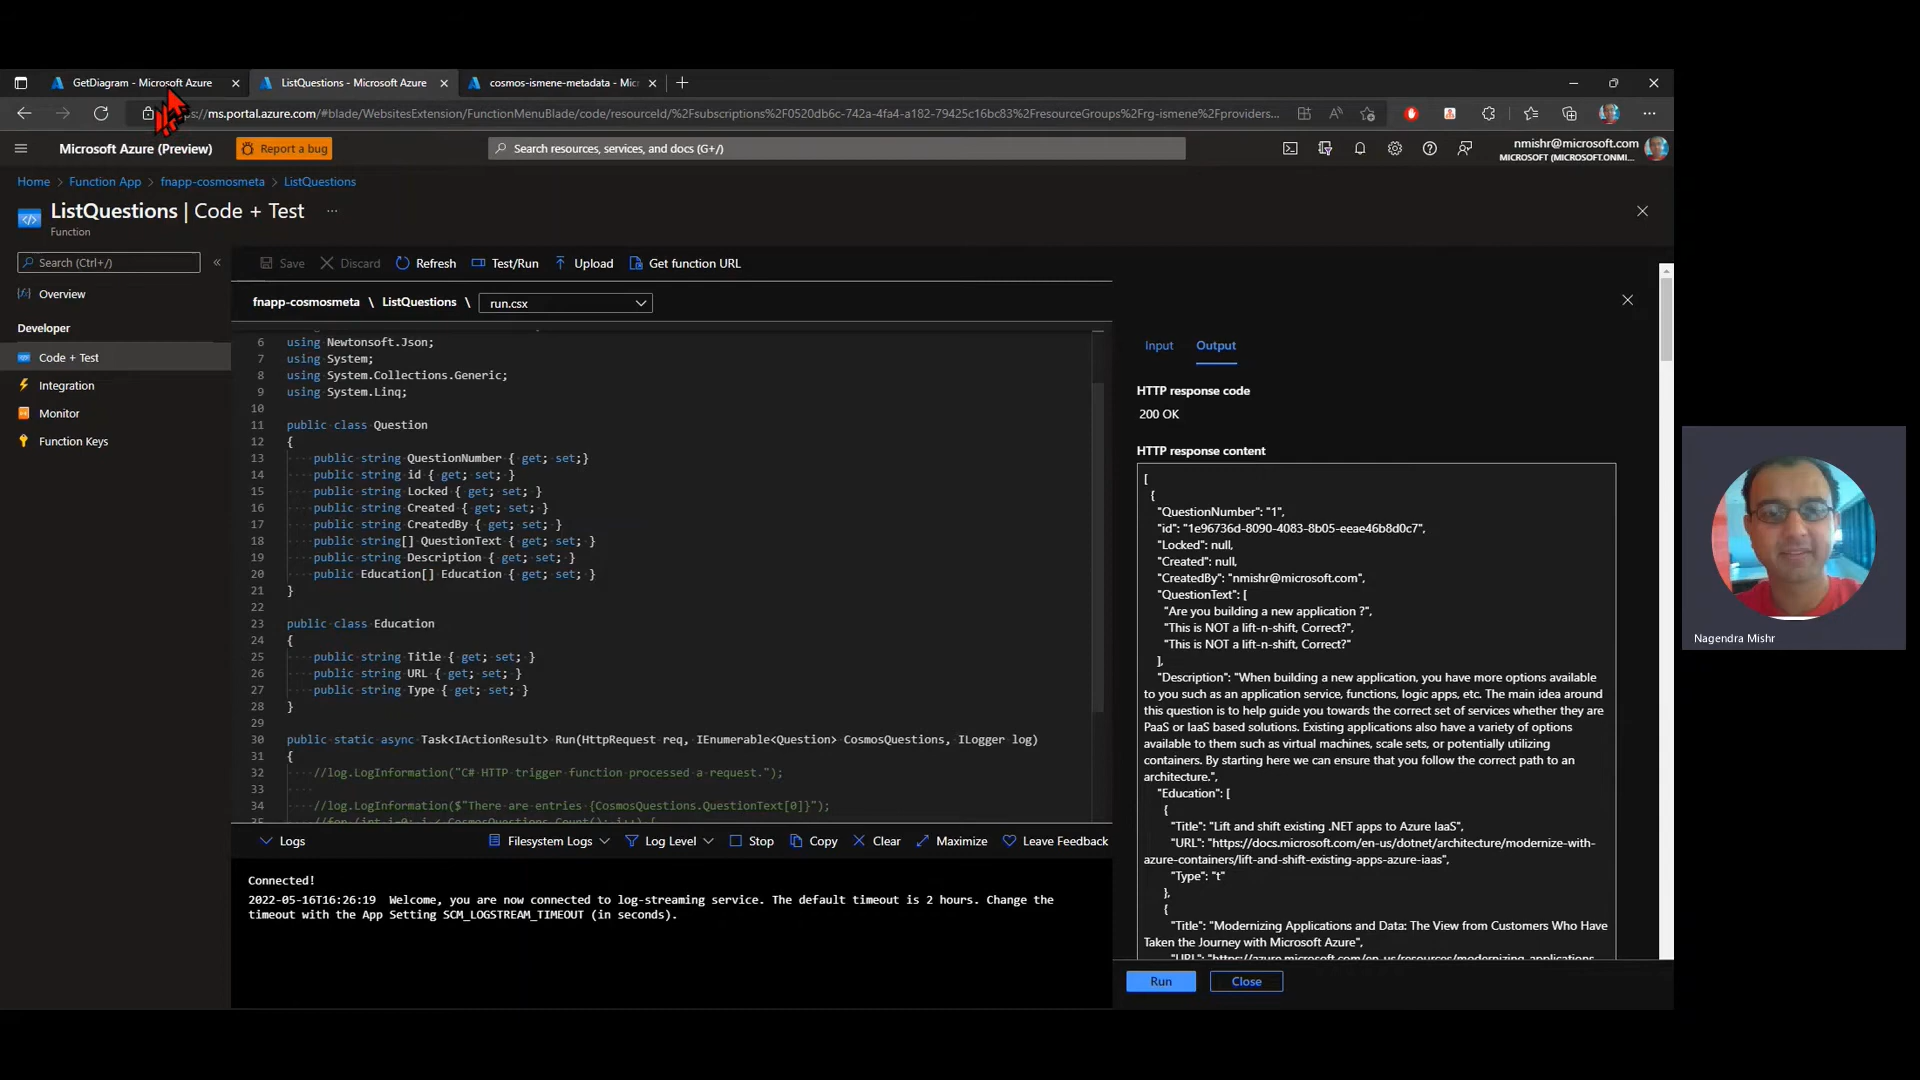 GetDiagram - Microsoft Azure
ListQuestions - Microsoft Azure
cosmos-ismene-metadata - Mic
ms.portal.azure.com/#blade/WebsitesExtension/FunctionMenuBlade/code/resourceId/%2Fsubscriptions%2F0520db6c-742a-4fa4-a182-79425c16bc83%2FresourceGroups%2Frg-ismene%2Fproviders...
Microsoft Azure (Preview)
Report a bug
Search resources, services, and docs (G+/)
nmishr@microsoft.com
MICROSOFT (MICROSOFT.ONMI...
Home > Function App > fnapp-cosmosmeta > ListQuestions
ListQuestions | Code + Test ...
Function
Search (Ctrl+/)
Overview
Developer
Code + Test
Integration
Monitor
Function Keys
Save
Discard
Refresh
Test/Run
Upload
Get function URL
fnapp-cosmosmeta \ ListQuestions \ run.csx
6 using Newtonsoft.Json;
7 using System;
8 using System.Collections.Generic;
9 using System.Linq;
10
11 public class Question
12 {
13 public string QuestionNumber { get; set;}
14 public string id { get; set; }
15 public string Locked { get; set; }
16 public string Created { get; set; }
17 public string CreatedBy { get; set; }
18 public string[] QuestionText { get; set; }
19 public string Description { get; set; }
20 public Education[] Education { get; set; }
21 }
22
23 public class Education
24 {
25 public string Title { get; set; }
26 public string URL { get; set; }
27 public string Type { get; set; }
28 }
29
30 public static async Task<IActionResult> Run(HttpRequest req, IEnumerable<Question> CosmosQuestions, ILogger log)
31 {
32 //log.LogInformation("C# HTTP trigger function processed a request.");
33
34 //log.LogInformation($"There are entries {CosmosQuestions.QuestionText[0]}");
35 //for (int i=0; i < CosmosQuestions.Count(); i++) {
Logs
Filesystem Logs
Log Level
Stop
Copy
Clear
Maximize
Leave Feedback
Connected!
2022-05-16T16:26:19 Welcome, you are now connected to log-streaming service. The default timeout is 2 hours. Change the
timeout with the App Setting SCM_LOGSTREAM_TIMEOUT (in seconds).
Input
Output
HTTP response code
200 OK
HTTP response content
[
{
"QuestionNumber": "1",
"id": "1e96736d-8090-4083-8b05-eeae46b8d0c7",
"Locked": null,
"Created": null,
"CreatedBy": "nmishr@microsoft.com",
"QuestionText": [
"Are you building a new application ?",
"This is NOT a lift-n-shift, Correct?",
"This is NOT a lift-n-shift, Correct?"
],
"Description": "When building a new application, you have more options available
to you such as an application service, functions, logic apps, etc. The main idea around
this question is to help guide you towards the correct set of services whether they are
PaaS or IaaS based solutions. Existing applications also have a variety of options
available to them such as virtual machines, scale sets, or potentially utilizing
containers. By starting here we can ensure that you follow the correct path to an
architecture.",
"Education": [
{
"Title": "Lift and shift existing .NET apps to Azure IaaS",
"URL": "https://docs.microsoft.com/en-us/dotnet/architecture/modernize-with-
azure-containers/lift-and-shift-existing-apps-azure-iaas",
"Type": "t"
},
{
"Title": "Modernizing Applications and Data: The View from Customers Who Have
Taken the Journey with Microsoft Azure",
"URL": "https://azure.microsoft.com/en-us/resources/modernizing-applications
Run
Close
Nagendra Mishr